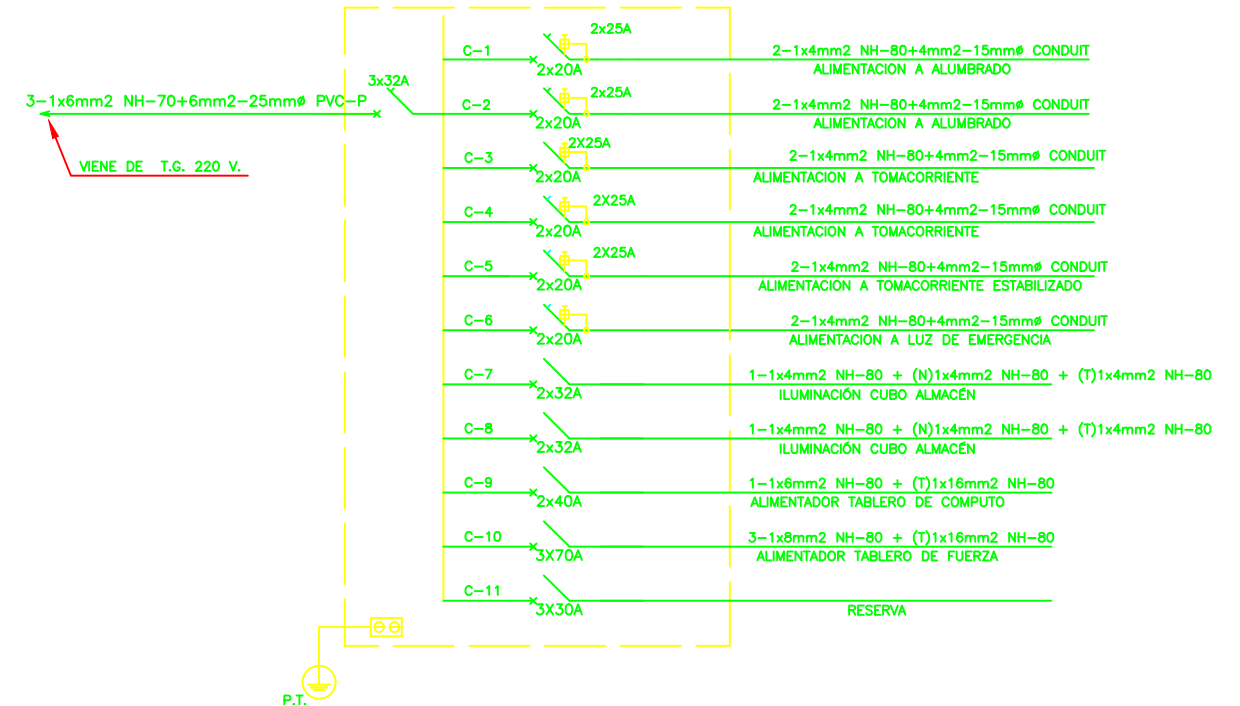 3-1x6mm2 NH-70+6mm2-25mmø PVC-P
VIENE DE T.G. 220 V.
3x32A
C-1
2x25A
2x20A
2-1x4mm2 NH-80+4mm2-15mmø CONDUIT
ALIMENTACION A ALUMBRADO
C-2
2x25A
2x20A
2-1x4mm2 NH-80+4mm2-15mmø CONDUIT
ALIMENTACION A ALUMBRADO
C-3
2X25A
2x20A
2-1x4mm2 NH-80+4mm2-15mmø CONDUIT
ALIMENTACION A TOMACORRIENTE
C-4
2X25A
2x20A
2-1x4mm2 NH-80+4mm2-15mmø CONDUIT
ALIMENTACION A TOMACORRIENTE
C-5
2X25A
2x20A
2-1x4mm2 NH-80+4mm2-15mmø CONDUIT
ALIMENTACION A TOMACORRIENTE ESTABILIZADO
C-6
2x20A
2-1x4mm2 NH-80+4mm2-15mmø CONDUIT
ALIMENTACION A LUZ DE EMERGENCIA
C-7
2x32A
1-1x4mm2 NH-80 + (N)1x4mm2 NH-80 + (T)1x4mm2 NH-80
ILUMINACIÓN CUBO ALMACÉN
C-8
2x32A
1-1x4mm2 NH-80 + (N)1x4mm2 NH-80 + (T)1x4mm2 NH-80
ILUMINACIÓN CUBO ALMACÉN
C-9
2x40A
1-1x6mm2 NH-80 + (T)1x16mm2 NH-80
ALIMENTADOR TABLERO DE COMPUTO
C-10
3X70A
3-1x8mm2 NH-80 + (T)1x16mm2 NH-80
ALIMENTADOR TABLERO DE FUERZA
C-11
3X30A
RESERVA
P.T.